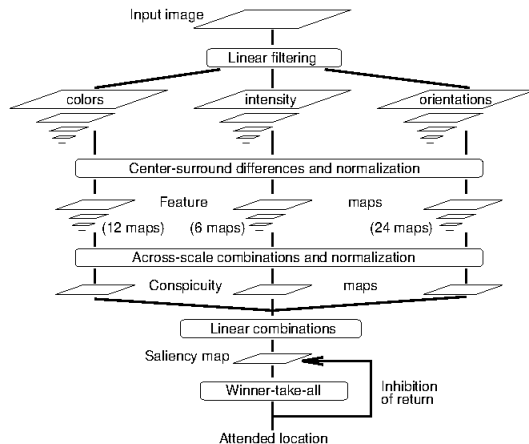 Input image
Linear filtering
colors intensity orientations
Center-surround differences and normalization
Feature maps
(12 maps) (6 maps) (24 maps)
Across-scale combinations and normalization
Conspicuity maps
Linear combinations
Saliency map
Winner-take-all
Inhibition
of return
Attended location